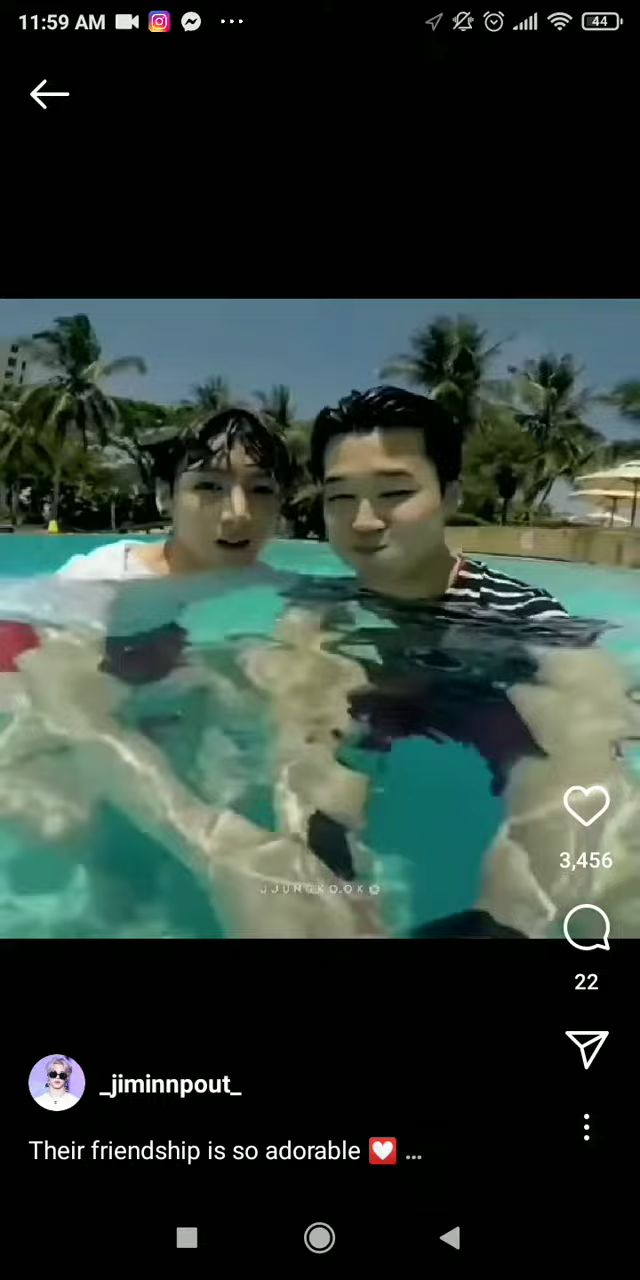 11:59 AM
44
JJUNGKOOK
3,456
22
_jiminnpout_
Their friendship is so adorable ❤️ ...